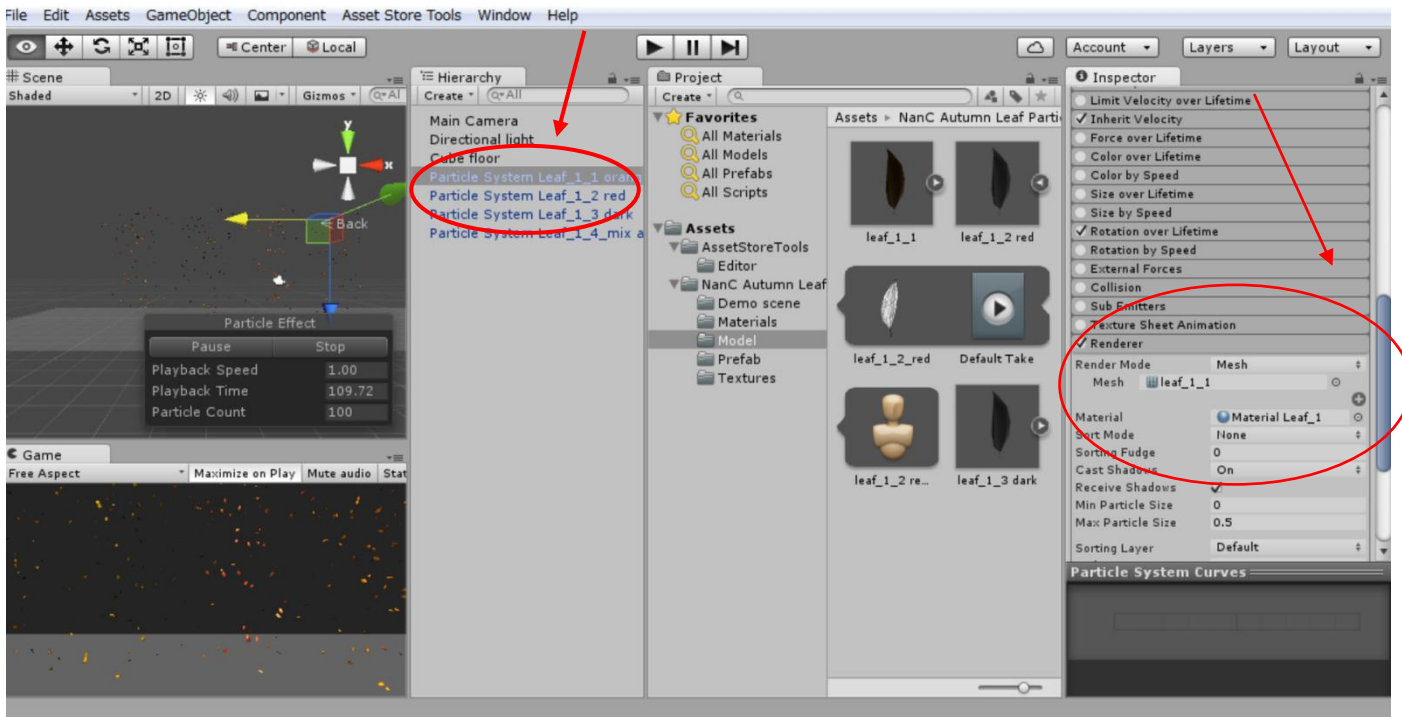 File Edit Assets GameObject Component Asset Store Tools Window Help
Center Local Account Layers Layout
Scene
Shaded 2D Gizmos All
y
x
< Back
Particle Effect
Pause Stop
Playback Speed 1.00
Playback Time 109.72
Particle Count 100
Game
Free Aspect Maximize on Play Mute audio Stat
Hierarchy
Create All
Main Camera
Directional light
Cube floor
Particle System Leaf_1_1 oran
Particle System Leaf_1_2 red
Particle System Leaf_1_3 dark
Particle System Leaf_1_4_mix a
Project
Create
Favorites
All Materials
All Models
All Prefabs
All Scripts
Assets
AssetStoreTools
Editor
NanC Autumn Leaf
Demo scene
Materials
Model
Prefab
Textures
Assets NanC Autumn Leaf Parti
leaf_1_1 leaf_1_2 red
leaf_1_2_red Default Take
leaf_1_2 re... leaf_1_3 dark
Inspector
Limit Velocity over Lifetime
Inherit Velocity
Force over Lifetime
Color over Lifetime
Color by Speed
Size over Lifetime
Size by Speed
Rotation over Lifetime
Rotation by Speed
External Forces
Collision
Sub Emitters
Texture Sheet Animation
Renderer
Render Mode Mesh
Mesh leaf_1_1
Material Material Leaf_1
Sort Mode None
Sorting Fudge 0
Cast Shadows On
Receive Shadows
Min Particle Size 0
Max Particle Size 0.5
Sorting Layer Default
Particle System Curves